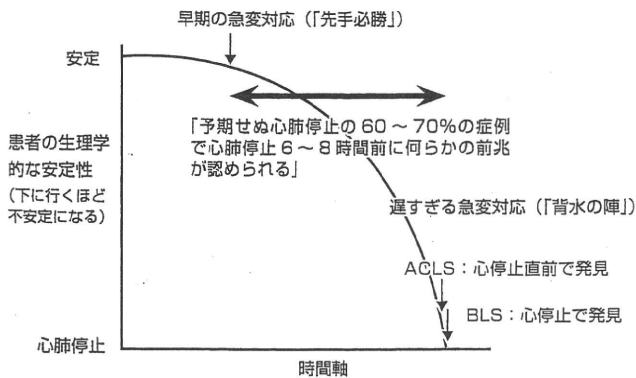 早期の急変対応(「先手必勝」)
安定
患者の生理学
的な安定性
(下に行くほど
不安定になる)
「予期せぬ心肺停止の60～70%の症例
で心肺停止6～8時間前に何らかの前兆
が認められる」
遅すぎる急変対応(「背水の陣」)
ACLS：心停止直前で発見
BLS：心停止で発見
心肺停止
時間軸